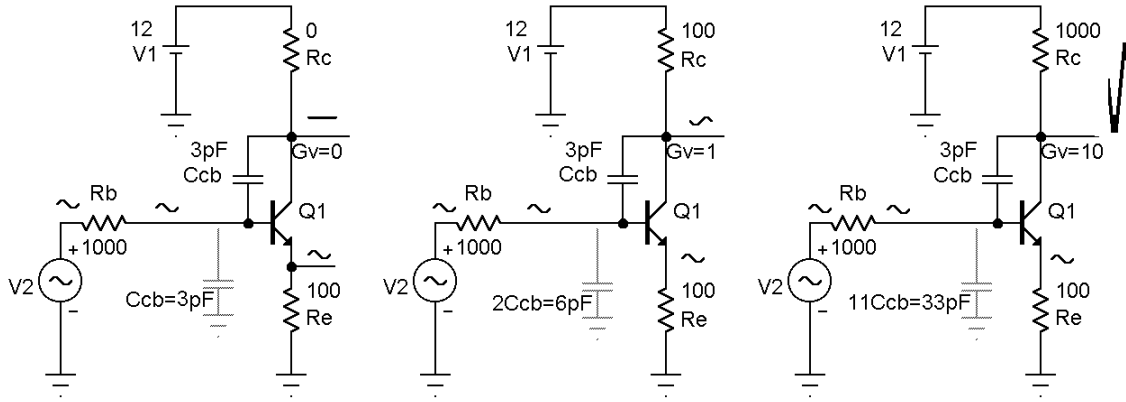 12
V1
0
Rc
3pF
Ccb
Gv=0
Rb
+
1000
Q1
V2
-
Ccb=3pF
100
Re
12
V1
100
Rc
3pF
Ccb
Gv=1
Rb
+
1000
Q1
V2
-
2Ccb=6pF
100
Re
12
V1
1000
Rc
3pF
Ccb
Gv=10
Rb
+
1000
Q1
V2
-
11Ccb=33pF
100
Re